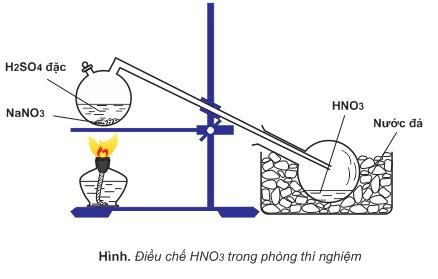 H2SO4 đặc
NaNO3
HNO3
Nước đá
Hình. Điều chế HNO3 trong phòng thí nghiệm